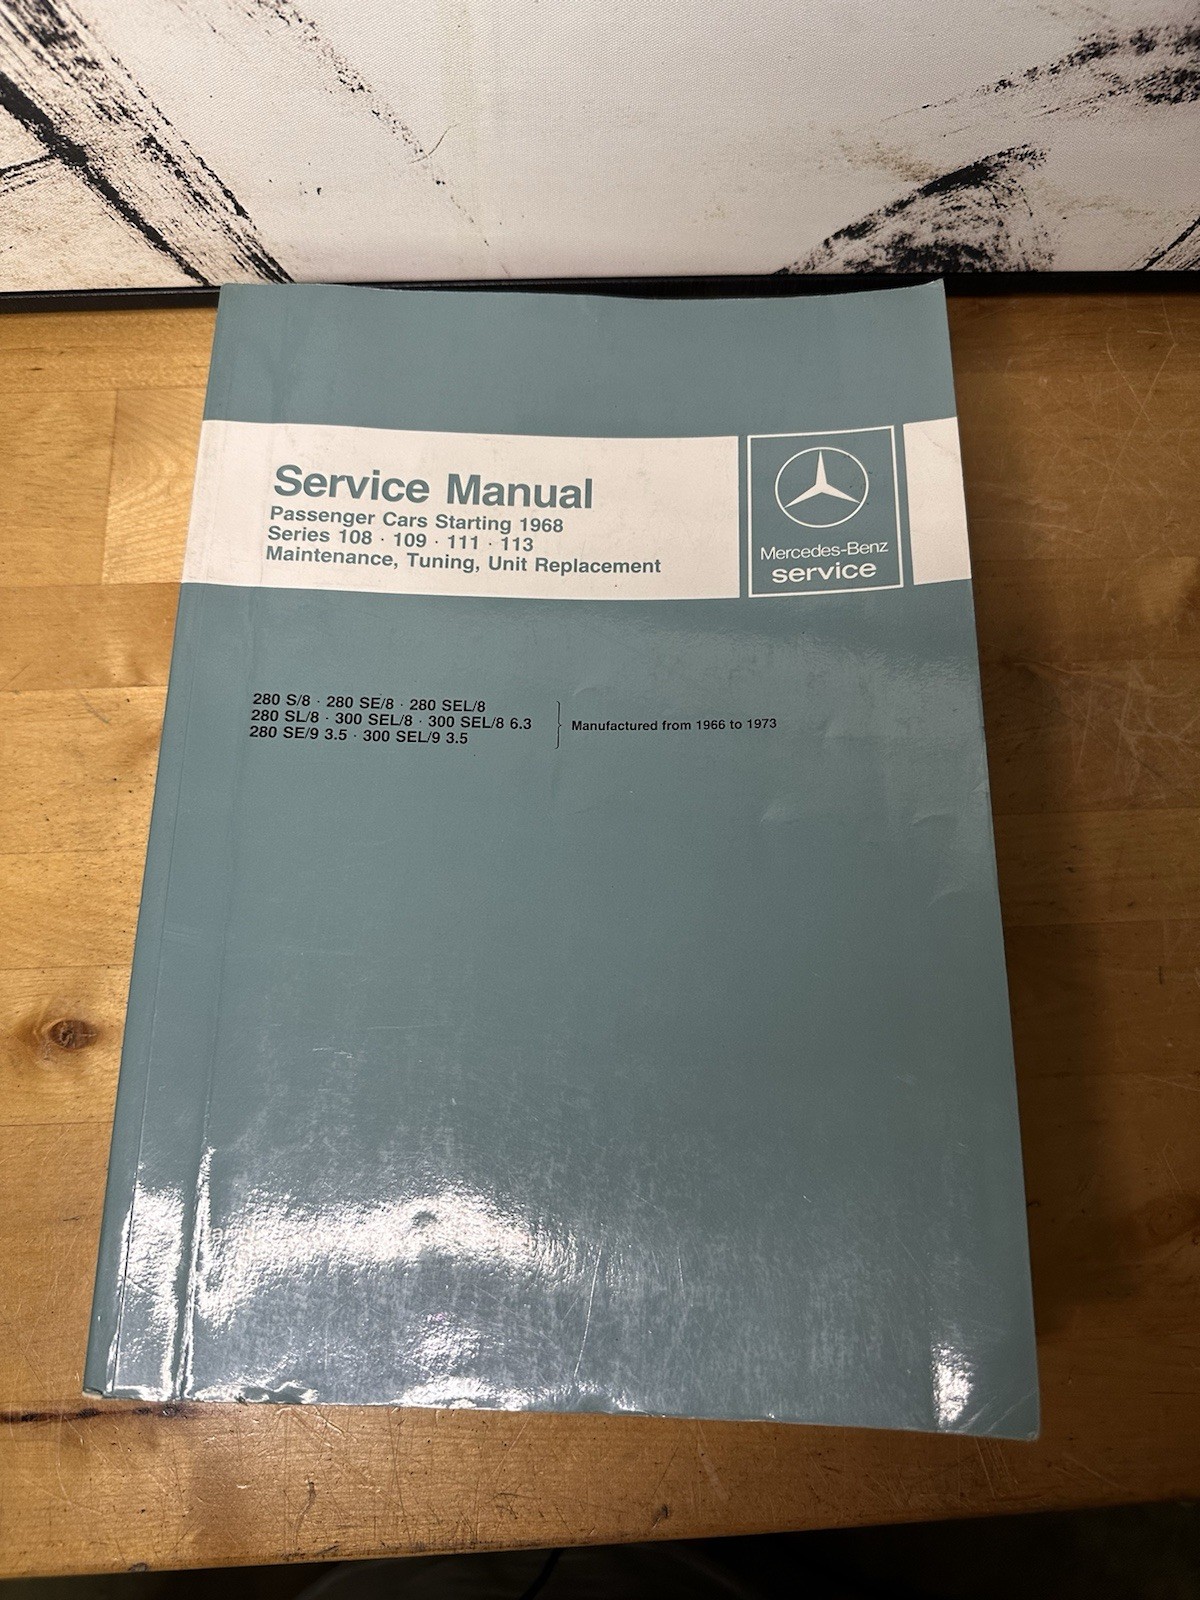 Service Manual
Passenger Cars Starting 1968
Series 108 · 109 · 111 · 113
Maintenance, Tuning, Unit Replacement
Mercedes-Benz
service
280 S/8 · 280 SE/8 · 280 SEL/8
280 SL/8 · 300 SEL/8 · 300 SEL/8 6.3
280 SE/9 3.5 · 300 SEL/9 3.5
Manufactured from 1966 to 1973